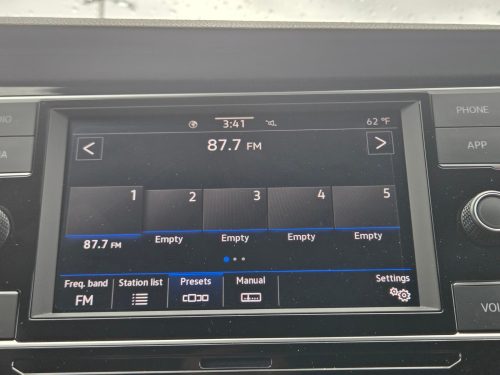 3:41 62 °F
87.7 FM
1 2 3 4 5
87.7 FM Empty Empty Empty Empty
Freq. band Station list Presets Manual Settings
FM
PHONE
APP